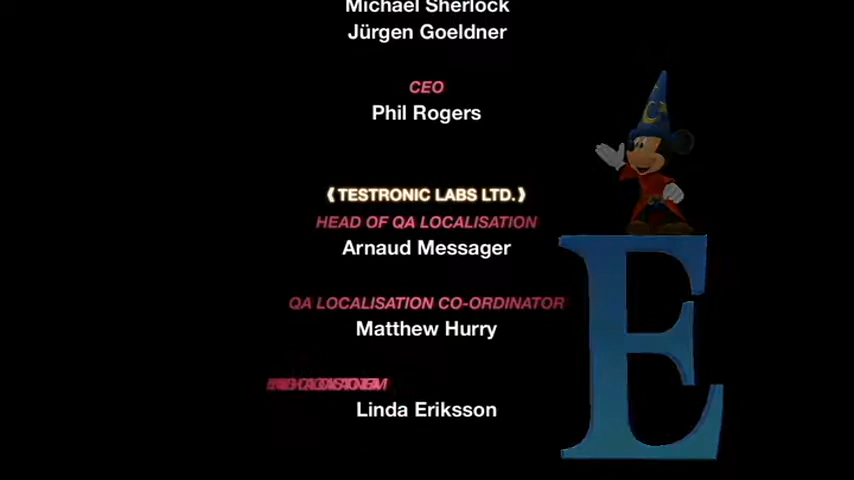 Michael Sherlock
Jürgen Goeldner
CEO
Phil Rogers
⟪TESTRONIC LABS LTD.⟫
HEAD OF QA LOCALISATION
Arnaud Messager
QA LOCALISATION CO-ORDINATOR
Matthew Hurry
Linda Eriksson
E